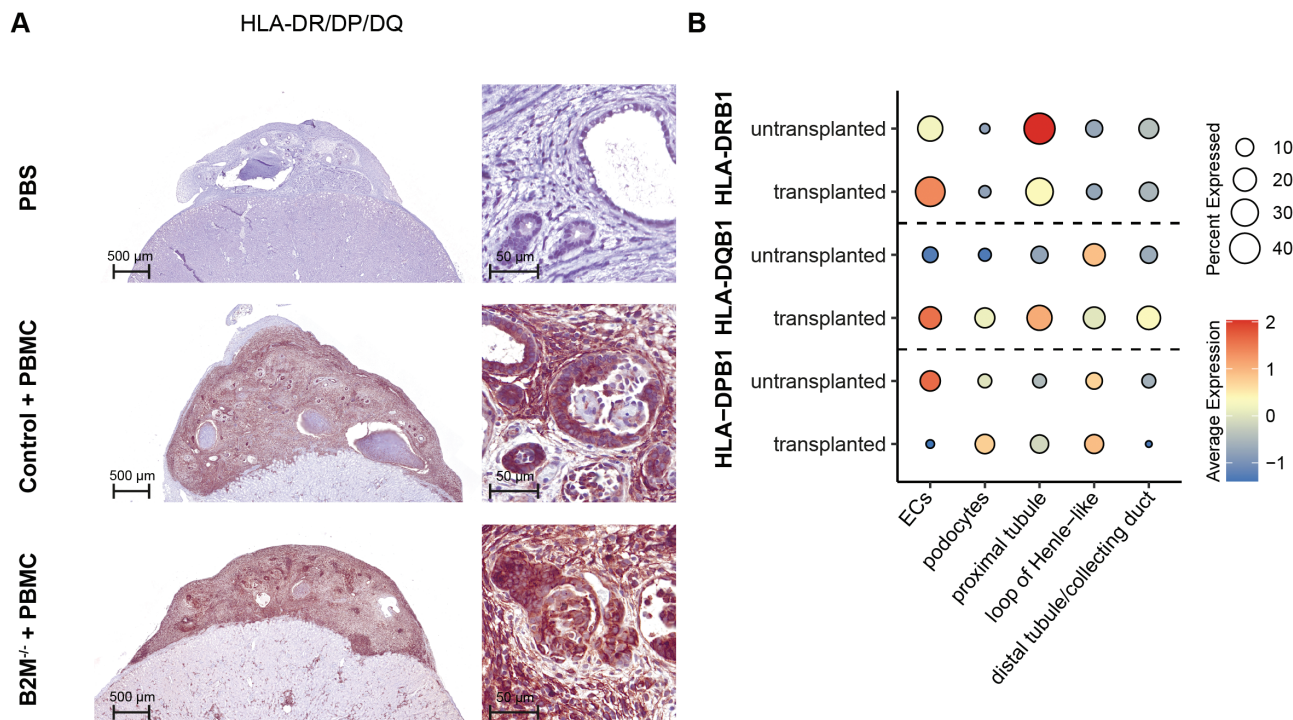 A
HLA-DR/DP/DQ
PBS
500 µm
50 µm
Control + PBMC
500 µm
50 µm
B2M-/- + PBMC
500 µm
50 µm
B
HLA-DRB1
untransplanted
transplanted
HLA-DQB1
untransplanted
transplanted
HLA−DPB1
untransplanted
transplanted
ECs
podocytes
proximal tubule
loop of Henle−like
distal tubule/collecting duct
Percent Expressed
10
20
30
40
Average Expression
2
1
0
−1